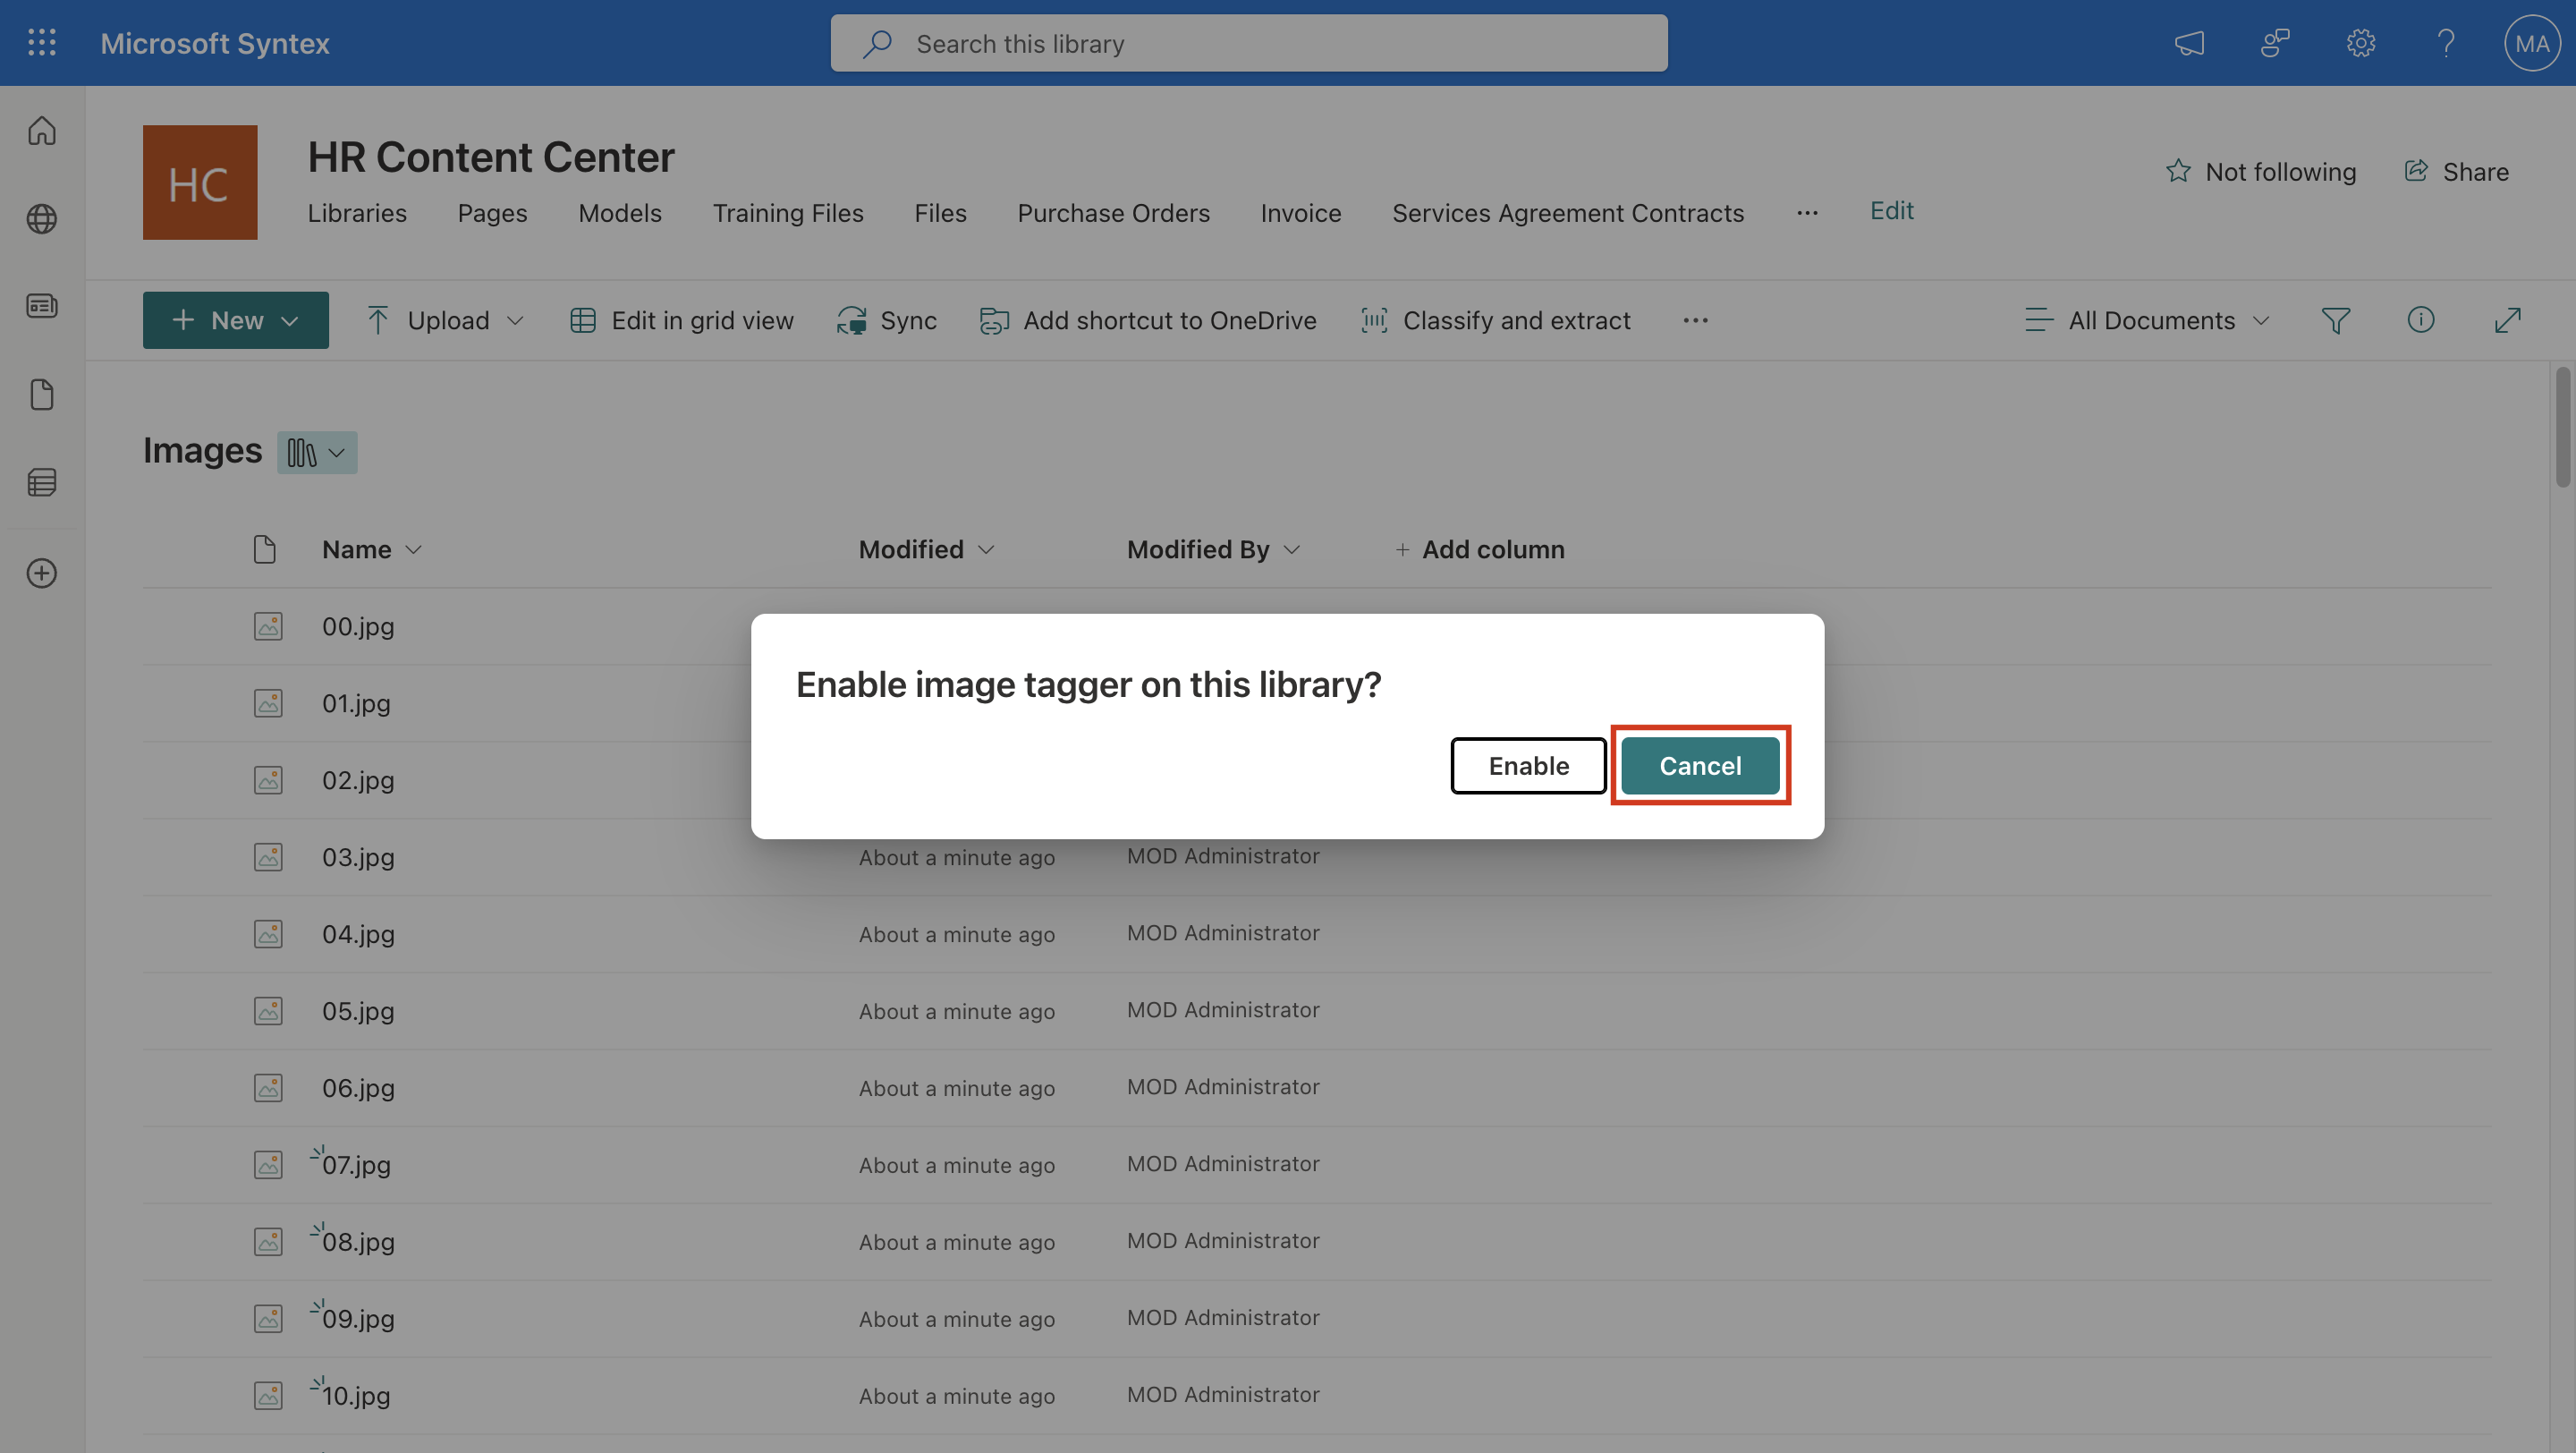 Microsoft Syntex
Search this library
MA
HC
HR Content Center
Not following
Share
Libraries
Pages
Models
Training Files
Files
Purchase Orders
Invoice
Services Agreement Contracts
...
Edit
+ New
Upload
Edit in grid view
Sync
Add shortcut to OneDrive
Classify and extract
...
All Documents
Images
Name
Modified
Modified By
+ Add column
00.jpg
01.jpg
02.jpg
Enable image tagger on this library?
Enable
Cancel
03.jpg About a minute ago MOD Administrator
04.jpg About a minute ago MOD Administrator
05.jpg About a minute ago MOD Administrator
06.jpg About a minute ago MOD Administrator
07.jpg About a minute ago MOD Administrator
08.jpg About a minute ago MOD Administrator
09.jpg About a minute ago MOD Administrator
10.jpg About a minute ago MOD Administrator